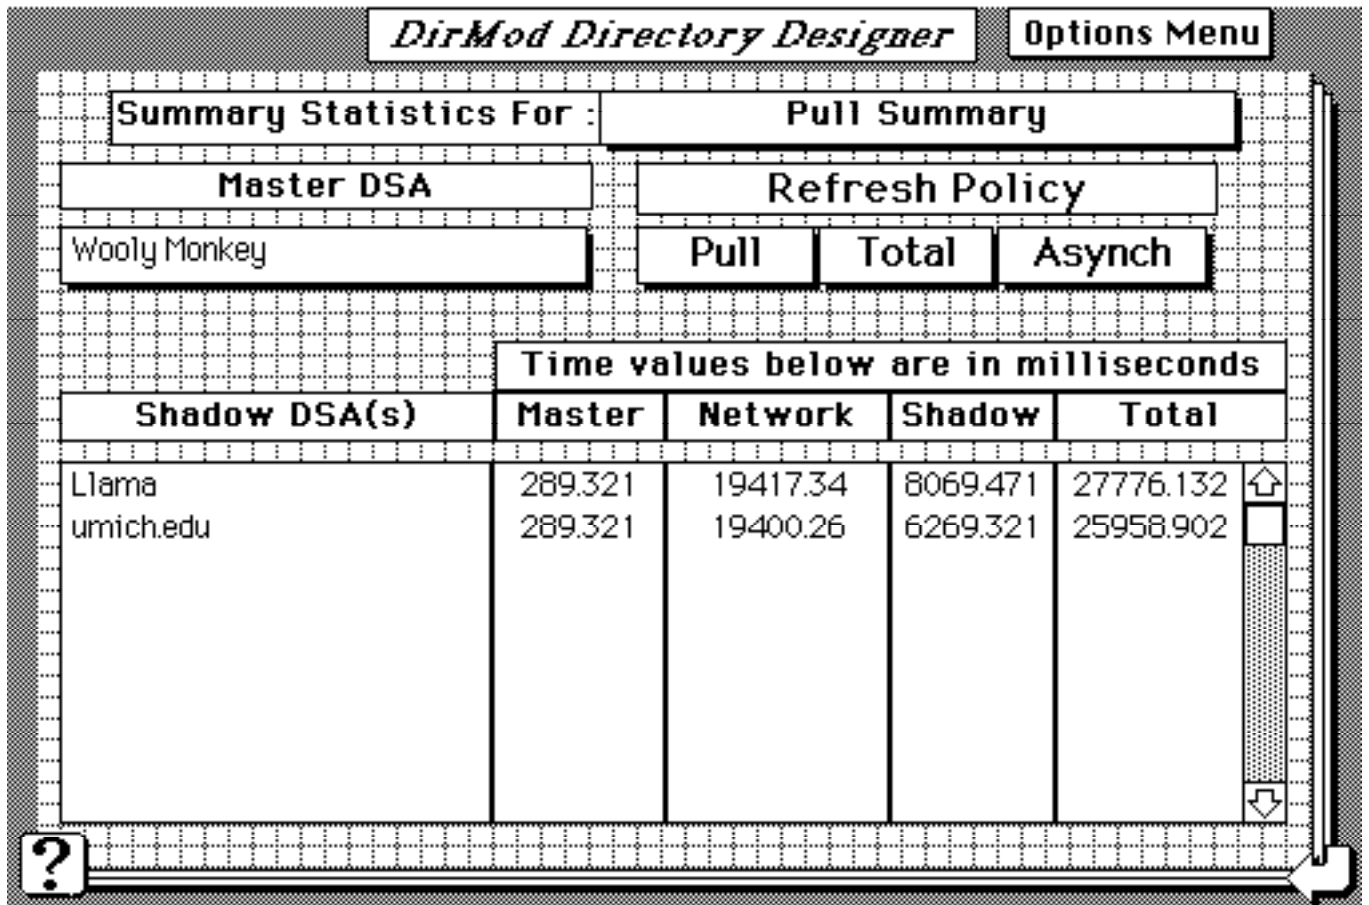 DirMod Directory Designer
Options Menu
Summary Statistics For : Pull Summary
Master DSA
Refresh Policy
Wooly Monkey
Pull Total Asynch
Time values below are in milliseconds
Shadow DSA(s) Master Network Shadow Total
Llama 289.321 19417.34 8069.471 27776.132
umich.edu 289.321 19400.26 6269.321 25958.902
?